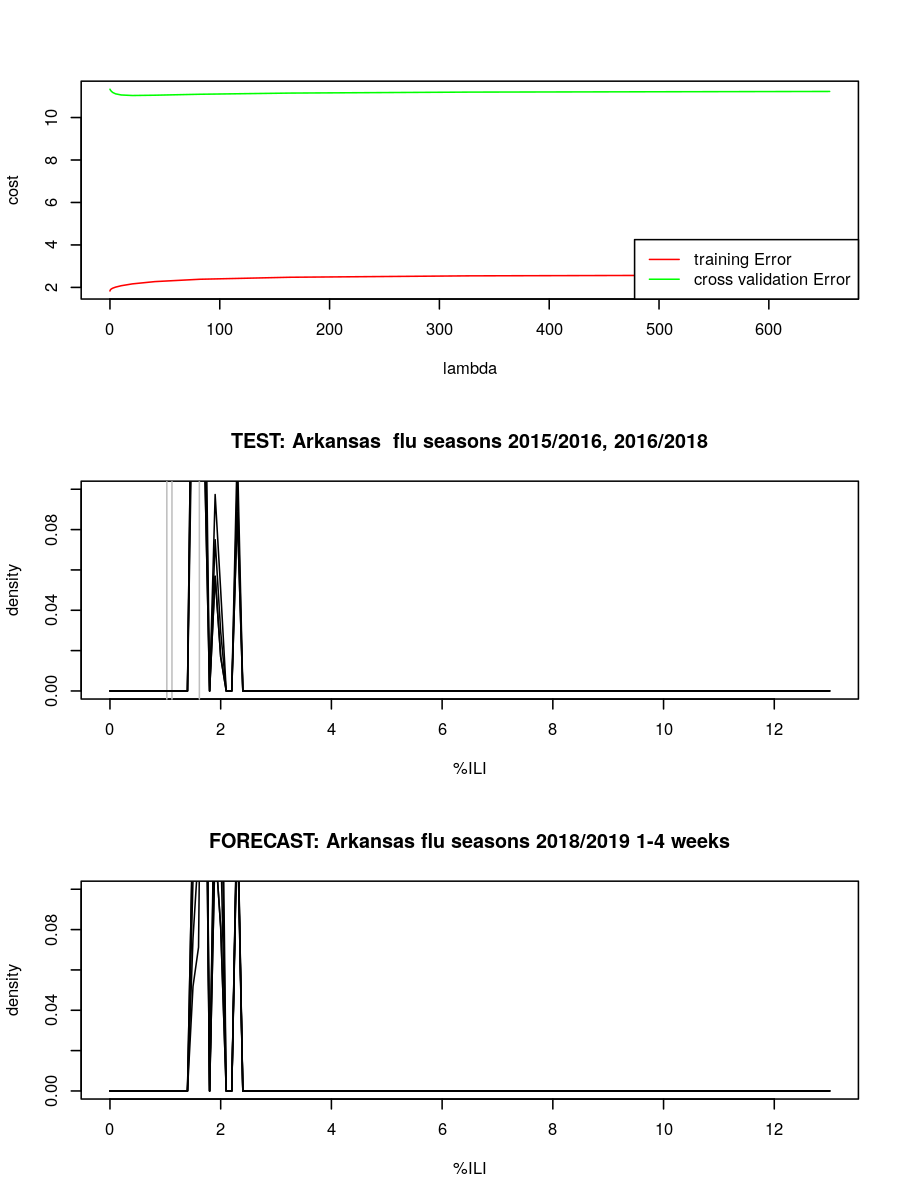 10
8
6
4
2
cost
training Error
cross validation Error
0 100 200 300 400 500 600
lambda
TEST: Arkansas  flu seasons 2015/2016, 2016/2018
0.08
0.04
0.00
density
0 2 4 6 8 10 12
%ILI
FORECAST: Arkansas flu seasons 2018/2019 1-4 weeks
0.08
0.04
0.00
density
0 2 4 6 8 10 12
%ILI